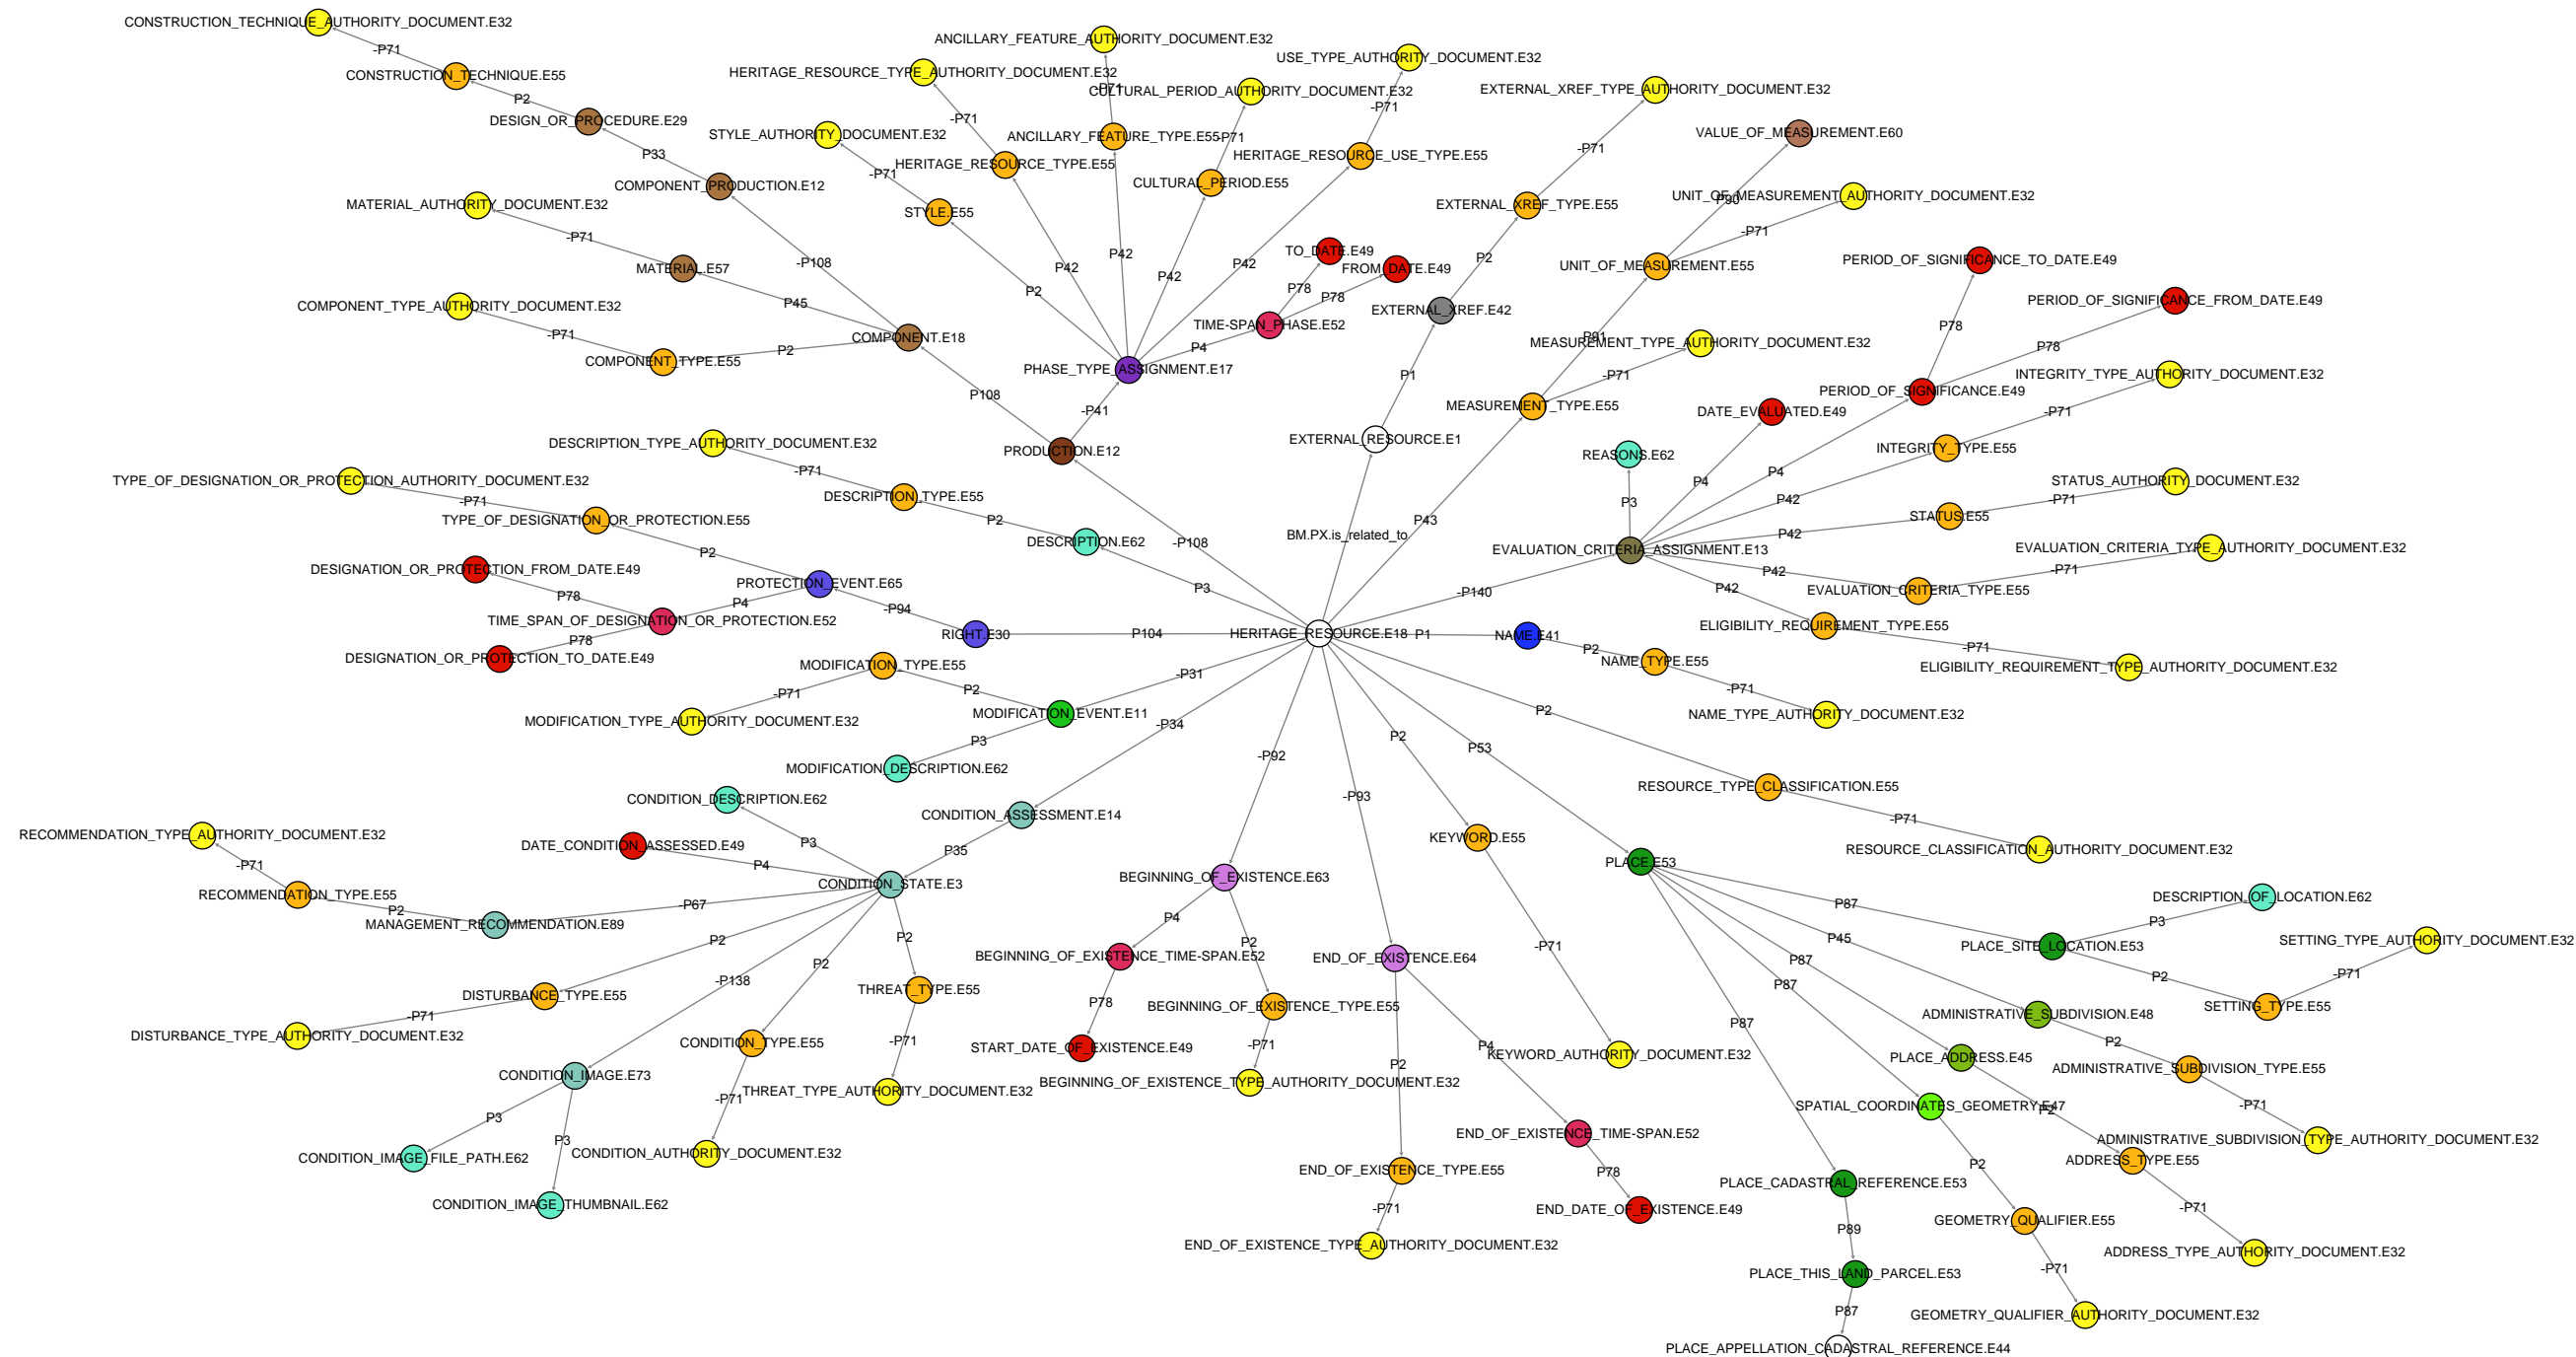 CONSTRUCTION_TECHNIQUE_AUTHORITY_DOCUMENT.E32
-P71
CONSTRUCTION_TECHNIQUE.E55
P2
DESIGN_OR_PROCEDURE.E29
P33
COMPONENT_PRODUCTION.E12
-P108
MATERIAL_AUTHORITY_DOCUMENT.E32
-P71
MATERIAL.E57
P45
COMPONENT_TYPE_AUTHORITY_DOCUMENT.E32
-P71
COMPONENT_TYPE.E55
P2
COMPONENT.E18
P108
ANCILLARY_FEATURE_AUTHORITY_DOCUMENT.E32
-P71
ANCILLARY_FEATURE_TYPE.E55
P42
HERITAGE_RESOURCE_TYPE_AUTHORITY_DOCUMENT.E32
-P71
HERITAGE_RESOURCE_TYPE.E55
P42
STYLE_AUTHORITY_DOCUMENT.E32
-P71
STYLE.E55
P2
CULTURAL_PERIOD_AUTHORITY_DOCUMENT.E32
-P71
CULTURAL_PERIOD.E55
P42
USE_TYPE_AUTHORITY_DOCUMENT.E32
-P71
HERITAGE_RESOURCE_USE_TYPE.E55
P42
TO_DATE.E49
P78
FROM_DATE.E49
P78
TIME-SPAN_PHASE.E52
P4
PHASE_TYPE_ASSIGNMENT.E17
-P41
PRODUCTION.E12
-P108
EXTERNAL_XREF_TYPE_AUTHORITY_DOCUMENT.E32
-P71
EXTERNAL_XREF_TYPE.E55
P2
EXTERNAL_XREF.E42
P1
EXTERNAL_RESOURCE.E1
BM.PX.is_related_to
VALUE_OF_MEASUREMENT.E60
P90
UNIT_OF_MEASUREMENT_AUTHORITY_DOCUMENT.E32
-P71
UNIT_OF_MEASUREMENT.E55
P91
MEASUREMENT_TYPE_AUTHORITY_DOCUMENT.E32
-P71
MEASUREMENT_TYPE.E55
P43
PERIOD_OF_SIGNIFICANCE_TO_DATE.E49
P78
PERIOD_OF_SIGNIFICANCE_FROM_DATE.E49
P78
PERIOD_OF_SIGNIFICANCE.E49
P4
DATE_EVALUATED.E49
P4
REASONS.E62
P3
INTEGRITY_TYPE_AUTHORITY_DOCUMENT.E32
-P71
INTEGRITY_TYPE.E55
P42
STATUS_AUTHORITY_DOCUMENT.E32
-P71
STATUS.E55
P42
EVALUATION_CRITERIA_ASSIGNMENT.E13
-P140
EVALUATION_CRITERIA_TYPE_AUTHORITY_DOCUMENT.E32
-P71
EVALUATION_CRITERIA_TYPE.E55
P42
ELIGIBILITY_REQUIREMENT_TYPE.E55
P42
-P71
ELIGIBILITY_REQUIREMENT_TYPE_AUTHORITY_DOCUMENT.E32
DESCRIPTION_TYPE_AUTHORITY_DOCUMENT.E32
-P71
DESCRIPTION_TYPE.E55
P2
DESCRIPTION.E62
P3
TYPE_OF_DESIGNATION_OR_PROTECTION_AUTHORITY_DOCUMENT.E32
-P71
TYPE_OF_DESIGNATION_OR_PROTECTION.E55
P2
DESIGNATION_OR_PROTECTION_FROM_DATE.E49
P78
PROTECTION_EVENT.E65
P4
TIME_SPAN_OF_DESIGNATION_OR_PROTECTION.E52
P78
DESIGNATION_OR_PROTECTION_TO_DATE.E49
-P94
RIGHT.E30
P104
HERITAGE_RESOURCE.E18
P1
NAME.E41
P2
NAME_TYPE.E55
-P71
NAME_TYPE_AUTHORITY_DOCUMENT.E32
MODIFICATION_TYPE.E55
P2
-P71
MODIFICATION_TYPE_AUTHORITY_DOCUMENT.E32
-P31
MODIFICATION_EVENT.E11
P3
MODIFICATION_DESCRIPTION.E62
-P34
CONDITION_ASSESSMENT.E14
P35
CONDITION_DESCRIPTION.E62
P3
DATE_CONDITION_ASSESSED.E49
P4
CONDITION_STATE.E3
RECOMMENDATION_TYPE_AUTHORITY_DOCUMENT.E32
-P71
RECOMMENDATION_TYPE.E55
P2
MANAGEMENT_RECOMMENDATION.E89
-P67
P2
DISTURBANCE_TYPE.E55
-P71
DISTURBANCE_TYPE_AUTHORITY_DOCUMENT.E32
-P138
CONDITION_IMAGE.E73
P3
CONDITION_IMAGE_FILE_PATH.E62
P3
CONDITION_IMAGE_THUMBNAIL.E62
P2
CONDITION_TYPE.E55
-P71
CONDITION_AUTHORITY_DOCUMENT.E32
P2
THREAT_TYPE.E55
-P71
THREAT_TYPE_AUTHORITY_DOCUMENT.E32
-P92
BEGINNING_OF_EXISTENCE.E63
P4
BEGINNING_OF_EXISTENCE_TIME-SPAN.E52
P78
START_DATE_OF_EXISTENCE.E49
P2
BEGINNING_OF_EXISTENCE_TYPE.E55
-P71
BEGINNING_OF_EXISTENCE_TYPE_AUTHORITY_DOCUMENT.E32
-P93
END_OF_EXISTENCE.E64
P2
END_OF_EXISTENCE_TYPE.E55
-P71
END_OF_EXISTENCE_TYPE_AUTHORITY_DOCUMENT.E32
P4
END_OF_EXISTENCE_TIME-SPAN.E52
P78
END_DATE_OF_EXISTENCE.E49
P2
KEYWORD.E55
-P71
KEYWORD_AUTHORITY_DOCUMENT.E32
P2
RESOURCE_TYPE_CLASSIFICATION.E55
-P71
RESOURCE_CLASSIFICATION_AUTHORITY_DOCUMENT.E32
P53
PLACE.E53
P87
DESCRIPTION_OF_LOCATION.E62
P3
PLACE_SITE_LOCATION.E53
P2
SETTING_TYPE_AUTHORITY_DOCUMENT.E32
-P71
SETTING_TYPE.E55
P45
ADMINISTRATIVE_SUBDIVISION.E48
P2
ADMINISTRATIVE_SUBDIVISION_TYPE.E55
-P71
ADMINISTRATIVE_SUBDIVISION_TYPE_AUTHORITY_DOCUMENT.E32
P87
PLACE_ADDRESS.E45
P2
ADDRESS_TYPE.E55
-P71
ADDRESS_TYPE_AUTHORITY_DOCUMENT.E32
P87
SPATIAL_COORDINATES_GEOMETRY.E47
P2
GEOMETRY_QUALIFIER.E55
-P71
GEOMETRY_QUALIFIER_AUTHORITY_DOCUMENT.E32
P87
PLACE_CADASTRAL_REFERENCE.E53
P89
PLACE_THIS_LAND_PARCEL.E53
P87
PLACE_APPELLATION_CADASTRAL_REFERENCE.E44